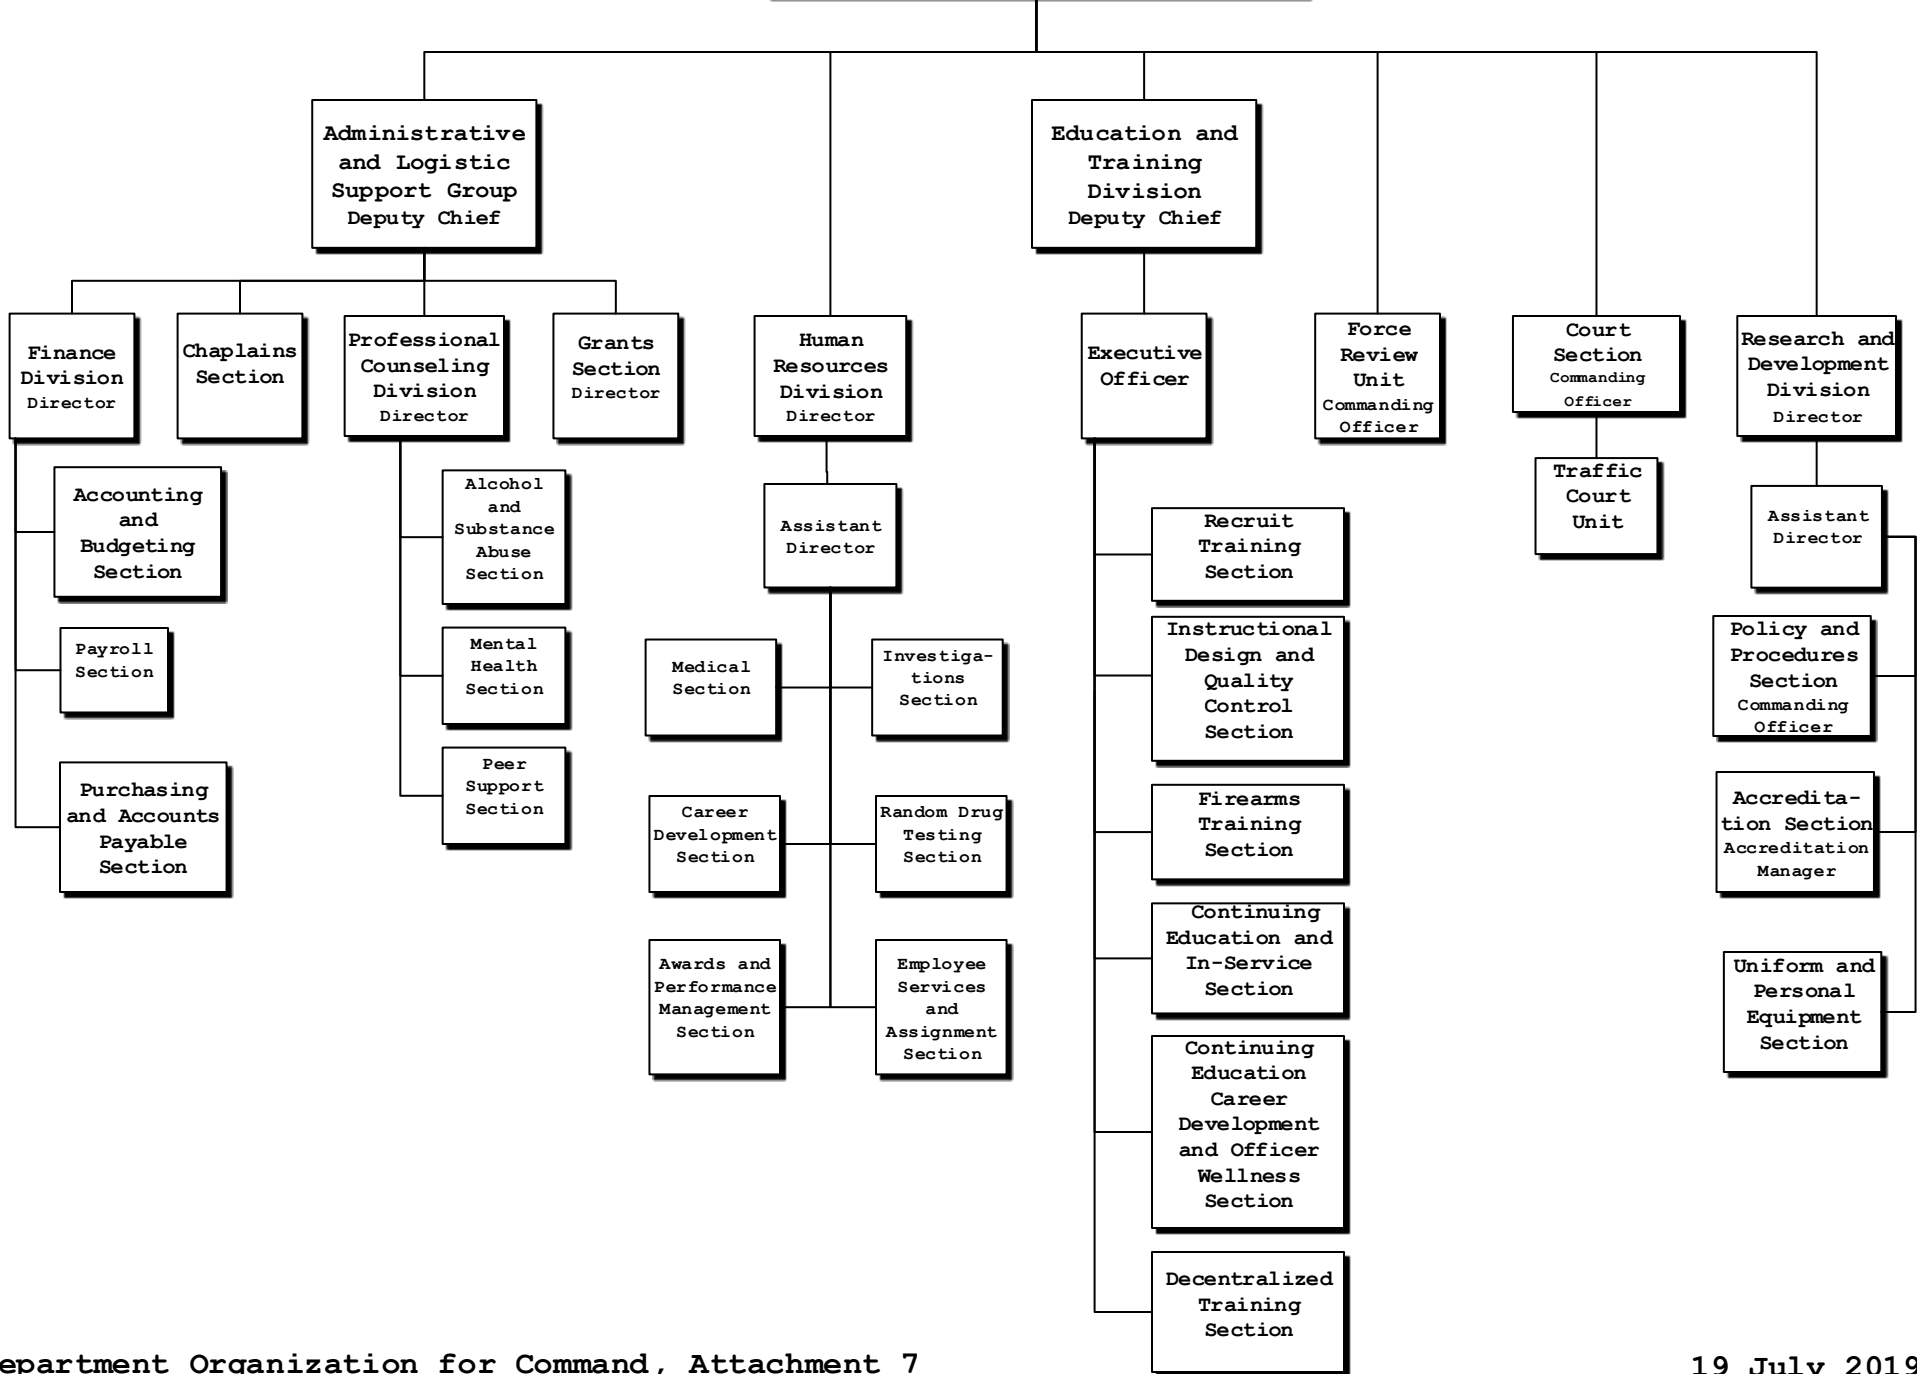 Administrative
and Logistic
Support Group
Deputy Chief
Education and
Training
Division
Deputy Chief
Finance
Division
Director
Chaplains
Section
Professional
Counseling
Division
Director
Grants
Section
Director
Human
Resources
Division
Director
Executive
Officer
Force
Review
Unit
Commanding
Officer
Court
Section
Commanding
Officer
Research and
Development
Division
Director
Accounting
and
Budgeting
Section
Payroll
Section
Purchasing
and Accounts
Payable
Section
Alcohol
and
Substance
Abuse
Section
Mental
Health
Section
Peer
Support
Section
Assistant
Director
Medical
Section
Investiga-
tions
Section
Career
Development
Section
Random Drug
Testing
Section
Awards and
Performance
Management
Section
Employee
Services
and
Assignment
Section
Recruit
Training
Section
Instructional
Design and
Quality
Control
Section
Firearms
Training
Section
Continuing
Education and
In-Service
Section
Continuing
Education
Career
Development
and Officer
Wellness
Section
Decentralized
Training
Section
Traffic
Court
Unit
Assistant
Director
Policy and
Procedures
Section
Commanding
Officer
Accredita-
tion Section
Accreditation
Manager
Uniform and
Personal
Equipment
Section
epartment Organization for Command, Attachment 7
19 July 2019